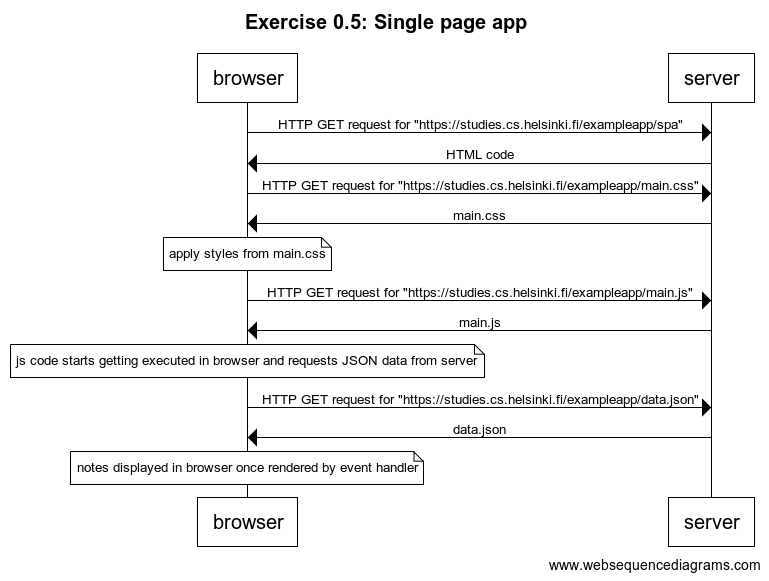 Exercise 0.5: Single page app
browser
server
HTTP GET request for "https://studies.cs.helsinki.fi/exampleapp/spa"
HTML code
HTTP GET request for "https://studies.cs.helsinki.fi/exampleapp/main.css"
main.css
apply styles from main.css
HTTP GET request for "https://studies.cs.helsinki.fi/exampleapp/main.js"
main.js
js code starts getting executed in browser and requests JSON data from server
HTTP GET request for "https://studies.cs.helsinki.fi/exampleapp/data.json"
data.json
notes displayed in browser once rendered by event handler
browser
server
www.websequencediagrams.com